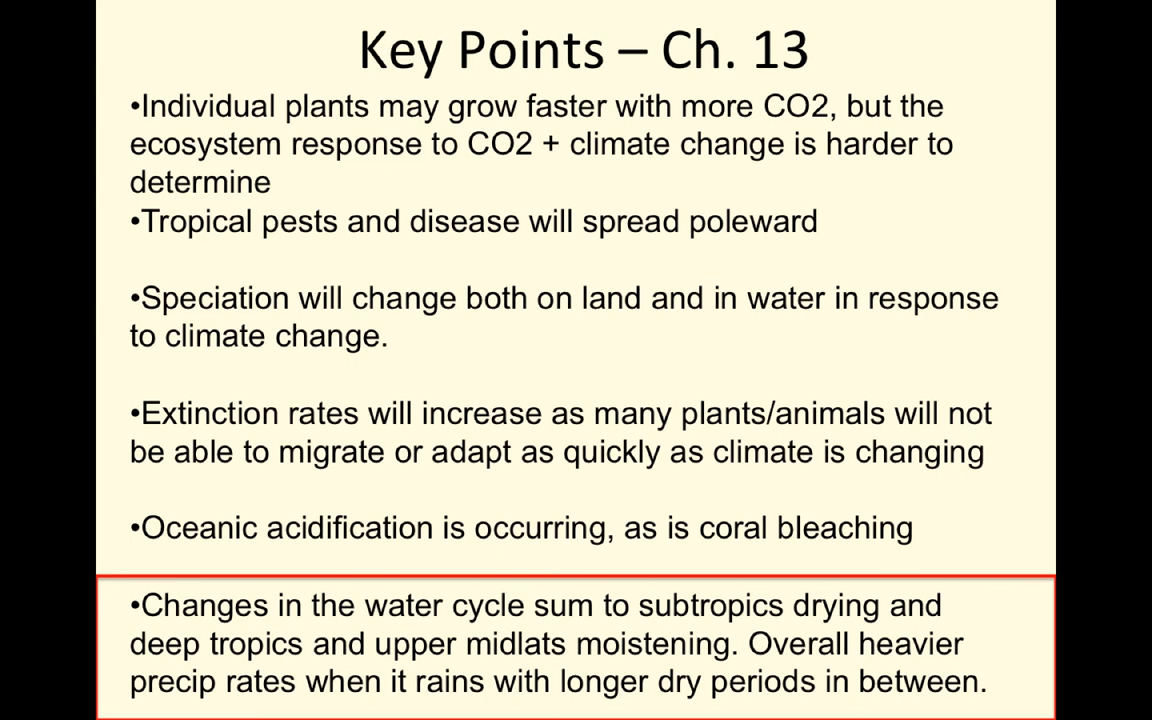 Key Points – Ch. 13
•Individual plants may grow faster with more CO2, but the
ecosystem response to CO2 + climate change is harder to
determine
•Tropical pests and disease will spread poleward
•Speciation will change both on land and in water in response
to climate change.
•Extinction rates will increase as many plants/animals will not
be able to migrate or adapt as quickly as climate is changing
•Oceanic acidification is occurring, as is coral bleaching
•Changes in the water cycle sum to subtropics drying and
deep tropics and upper midlats moistening. Overall heavier
precip rates when it rains with longer dry periods in between.